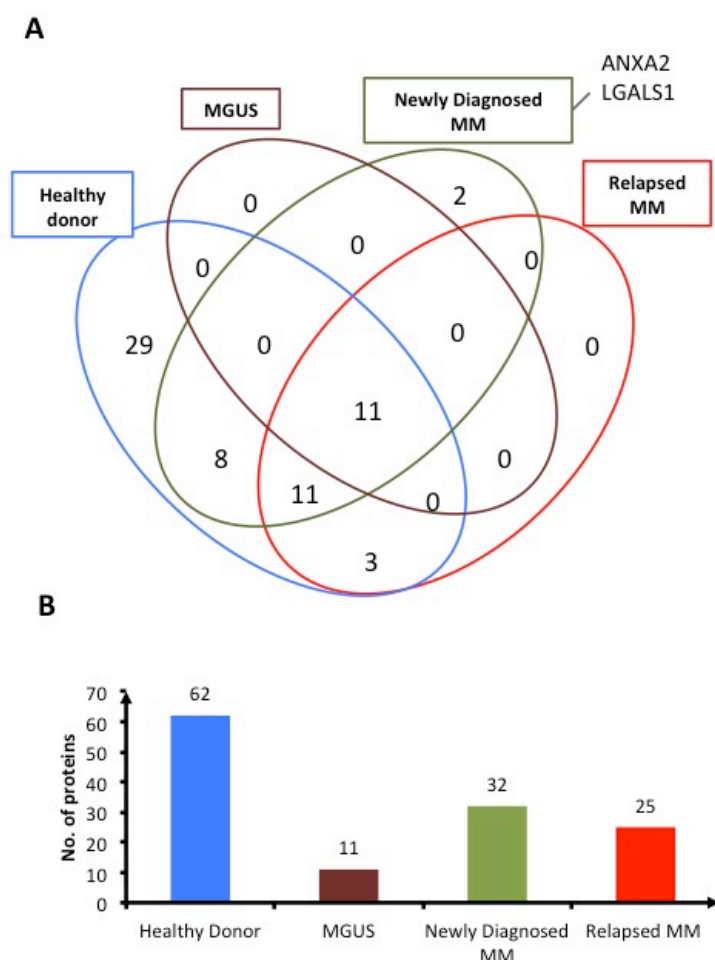 A
ANXA2
LGALS1
MGUS
Newly Diagnosed
MM
Healthy
donor
Relapsed
MM
0
2
0
0
0
29
0
0
0
11
8
0
11
0
3
B
No. of proteins
70
60
50
40
30
20
10
0
62
11
32
25
Healthy Donor
MGUS
Newly Diagnosed
MM
Relapsed MM